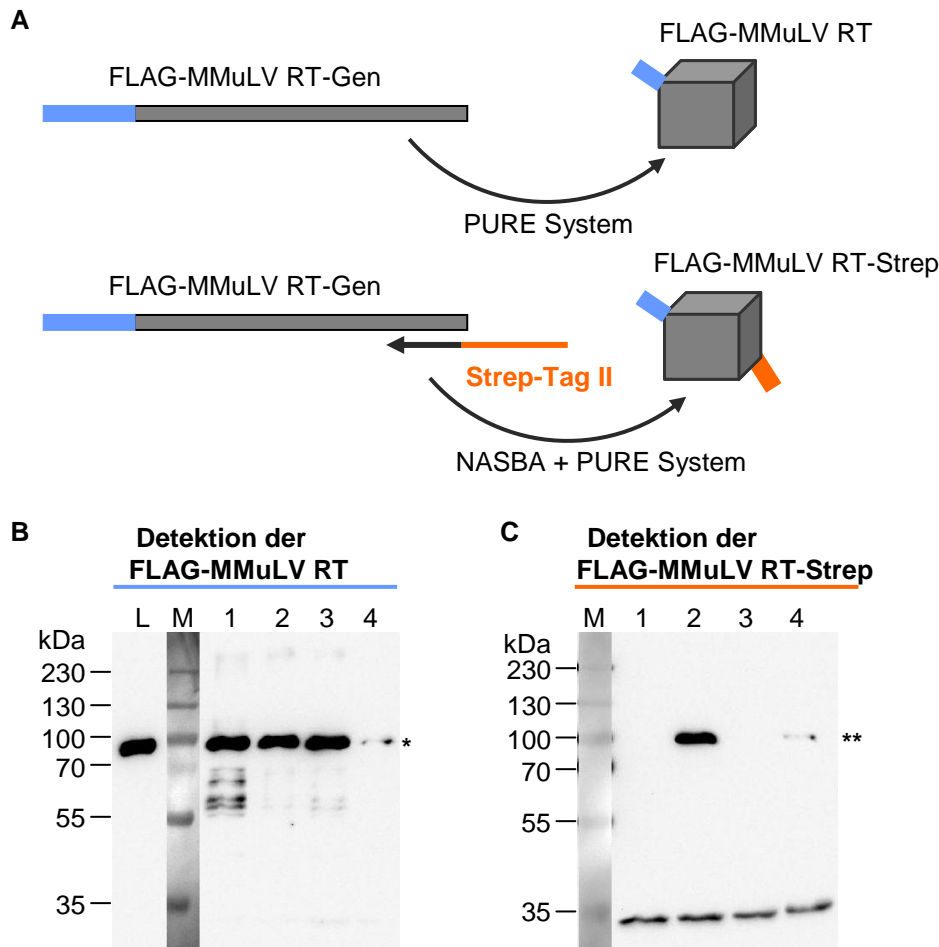 A
FLAG-MMuLV RT-Gen
FLAG-MMuLV RT
PURE System
FLAG-MMuLV RT-Gen
FLAG-MMuLV RT-Strep
Strep-Tag II
NASBA + PURE System
B
Detektion der
FLAG-MMuLV RT
L M 1 2 3 4
kDa
230
130
100
70
55
35
*
C
Detektion der
FLAG-MMuLV RT-Strep
M 1 2 3 4
kDa
230
130
100
70
55
35
**